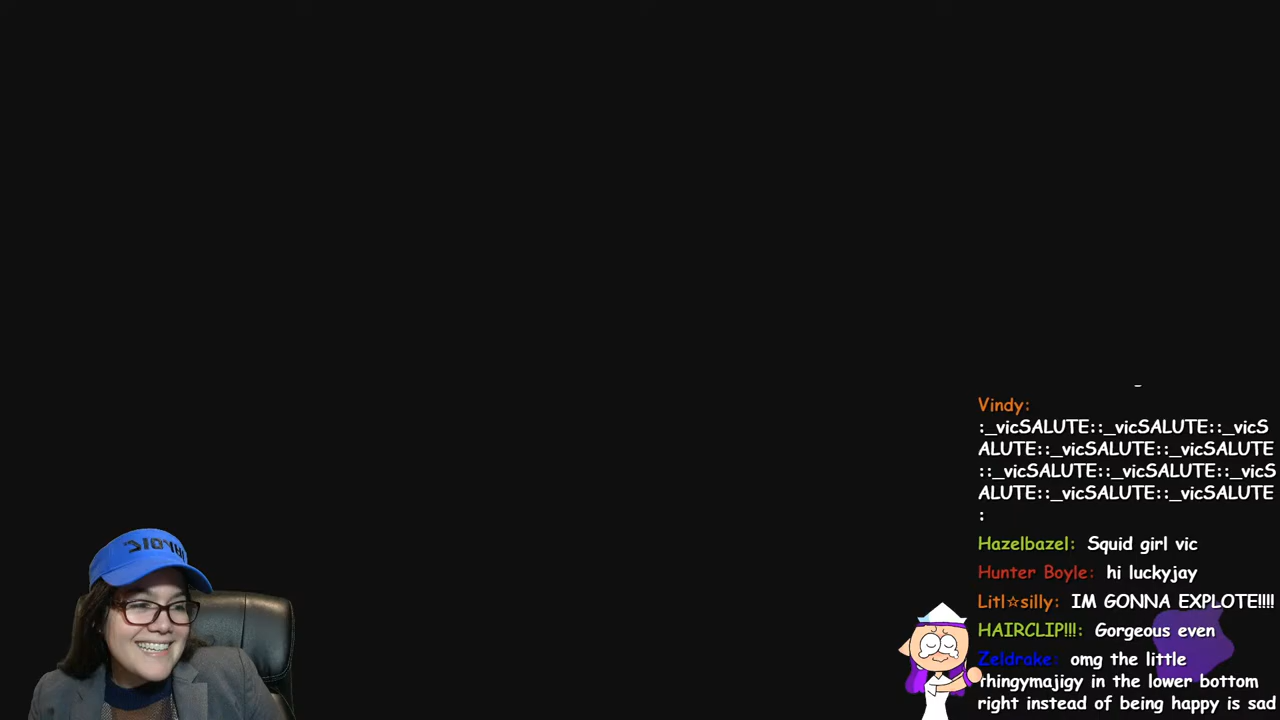 Vindy:
:_vicSALUTE::_vicSALUTE::_vicS
ALUTE::_vicSALUTE::_vicSALUTE
::_vicSALUTE::_vicSALUTE::_vicS
ALUTE::_vicSALUTE::_vicSALUTE
:
Hazelbazel: Squid girl vic
Hunter Boyle: hi luckyjay
Litl☆silly: IM GONNA EXPLOTE!!!!
HAIRCLIP!!!: Gorgeous even
Zeldrake: omg the little
thingymajigy in the lower bottom
right instead of being happy is sad